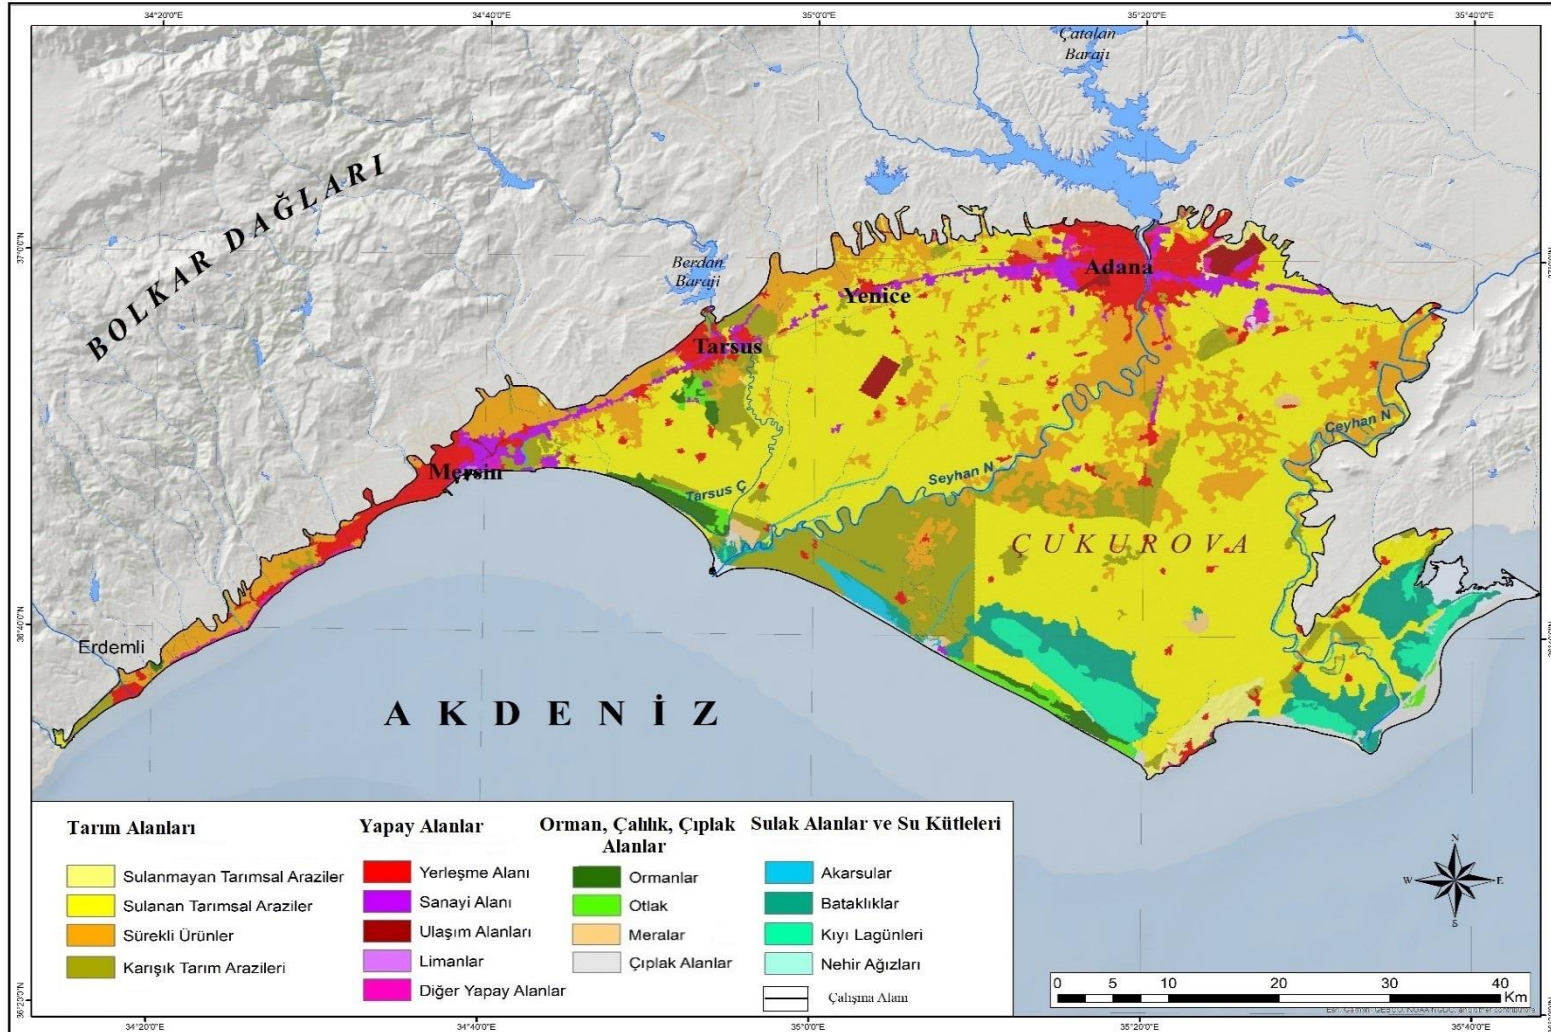 34°20'0"E 34°40'0"E 35°0'0"E 35°20'0"E 35°40'0"E
Çatalan
Barajı
BOLKAR DAĞLARI
37°0'0"N
Berdan
Baraji
Adana
Yenice
Tarsus
Ceyhan N
Mersin
Seyhan N
Tarsus Ç
ÇUKUROVA
36°40'0"N
Erdemli
AKDENİZ
Tarım Alanları
Sulanmayan Tarımsal Araziler
Sulanan Tarımsal Araziler
Sürekli Ürünler
Karışık Tarım Arazileri
Yapay Alanlar
Yerleşme Alanı
Sanayi Alanı
Ulaşım Alanları
Limanlar
Diğer Yapay Alanlar
Orman, Çalılık, Çıplak
Alanlar
Ormanlar
Otlak
Meralar
Çıplak Alanlar
Sulak Alanlar ve Su Kütleleri
Akarsular
Bataklıklar
Kıyı Lagünleri
Nehir Ağızları
Çalışma Alanı
N
W E
S
0 5 10 20 30 40
Km
36°20'0"N
34°20'0"E 34°40'0"E 35°0'0"E 35°20'0"E 35°40'0"E